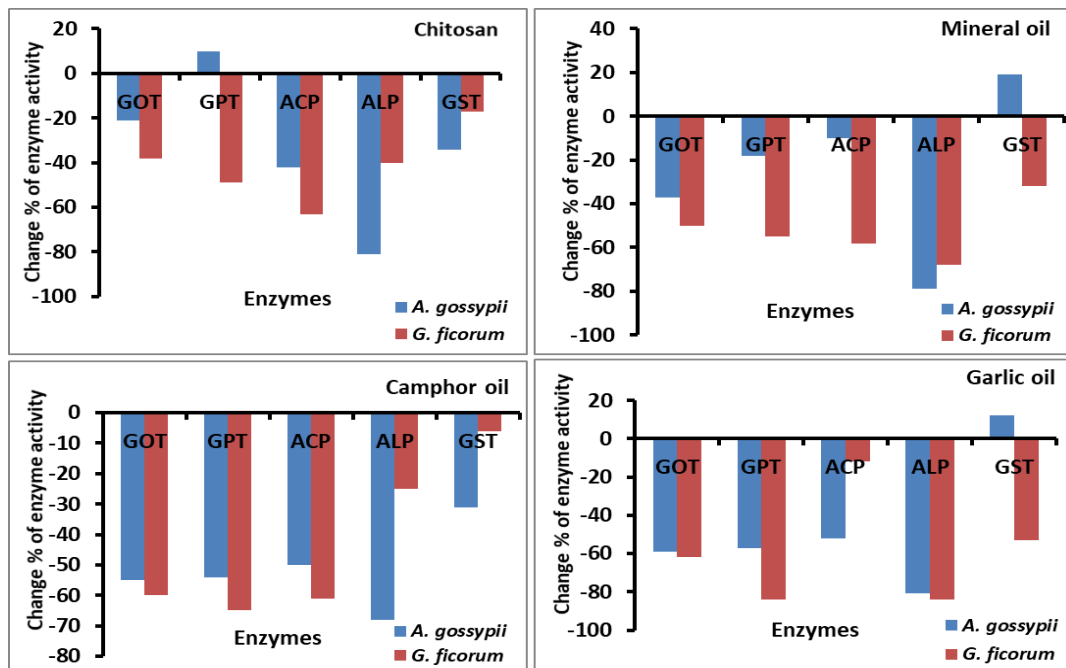 Chitosan
Change % of enzyme activity
20
0
-20
-40
-60
-80
-100
GOT GPT ACP ALP GST
Enzymes
A. gossypii
G. ficorum
Mineral oil
Change % of enzyme activity
40
20
0
-20
-40
-60
-80
-100
GOT GPT ACP ALP GST
Enzymes
A. gossypii
G. ficorum
Camphor oil
Change % of enzyme activity
0
-10
-20
-30
-40
-50
-60
-70
-80
GOT GPT ACP ALP GST
Enzymes
A. gossypii
G. ficorum
Garlic oil
Change % of enzyme activity
20
0
-20
-40
-60
-80
-100
GOT GPT ACP ALP GST
Enzymes
A. gossypii
G. ficorum